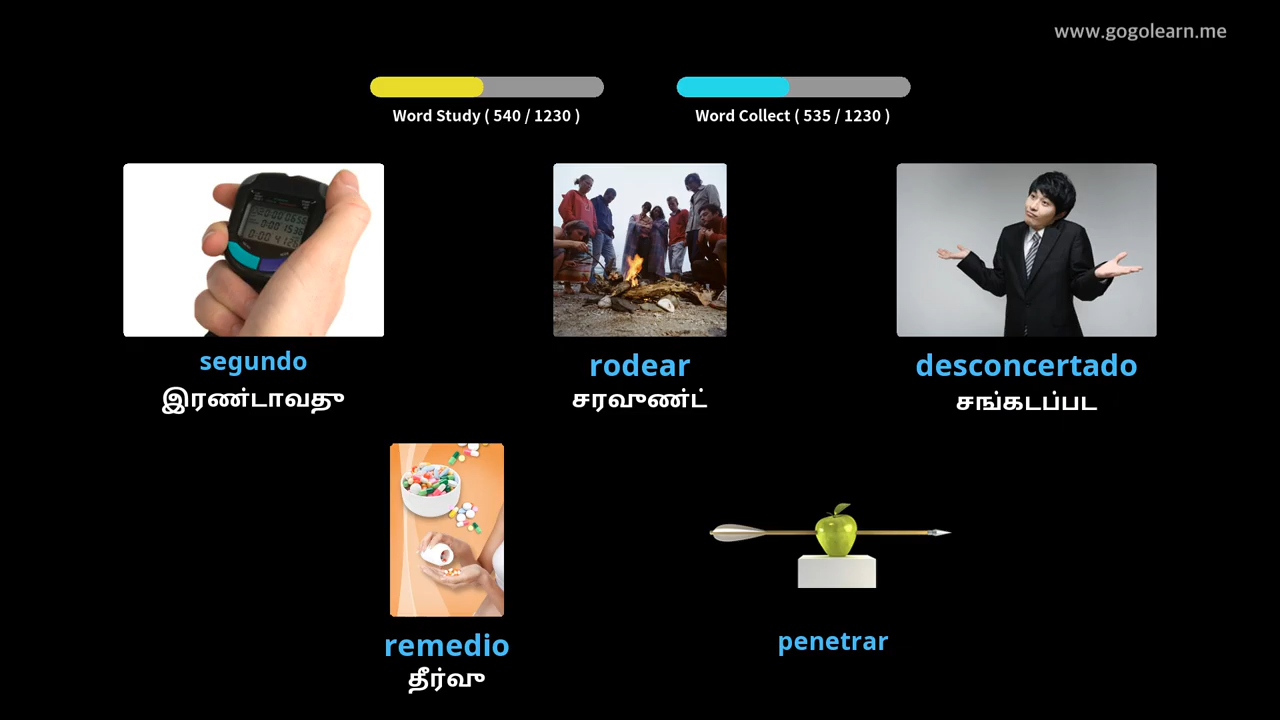 www.gogolearn.me
Word Study ( 540 / 1230 )
Word Collect ( 535 / 1230 )
segundo
இரண்டாவது
rodear
சரவுண்ட்
desconcertado
சங்கடப்பட
remedio
தீர்வு
penetrar